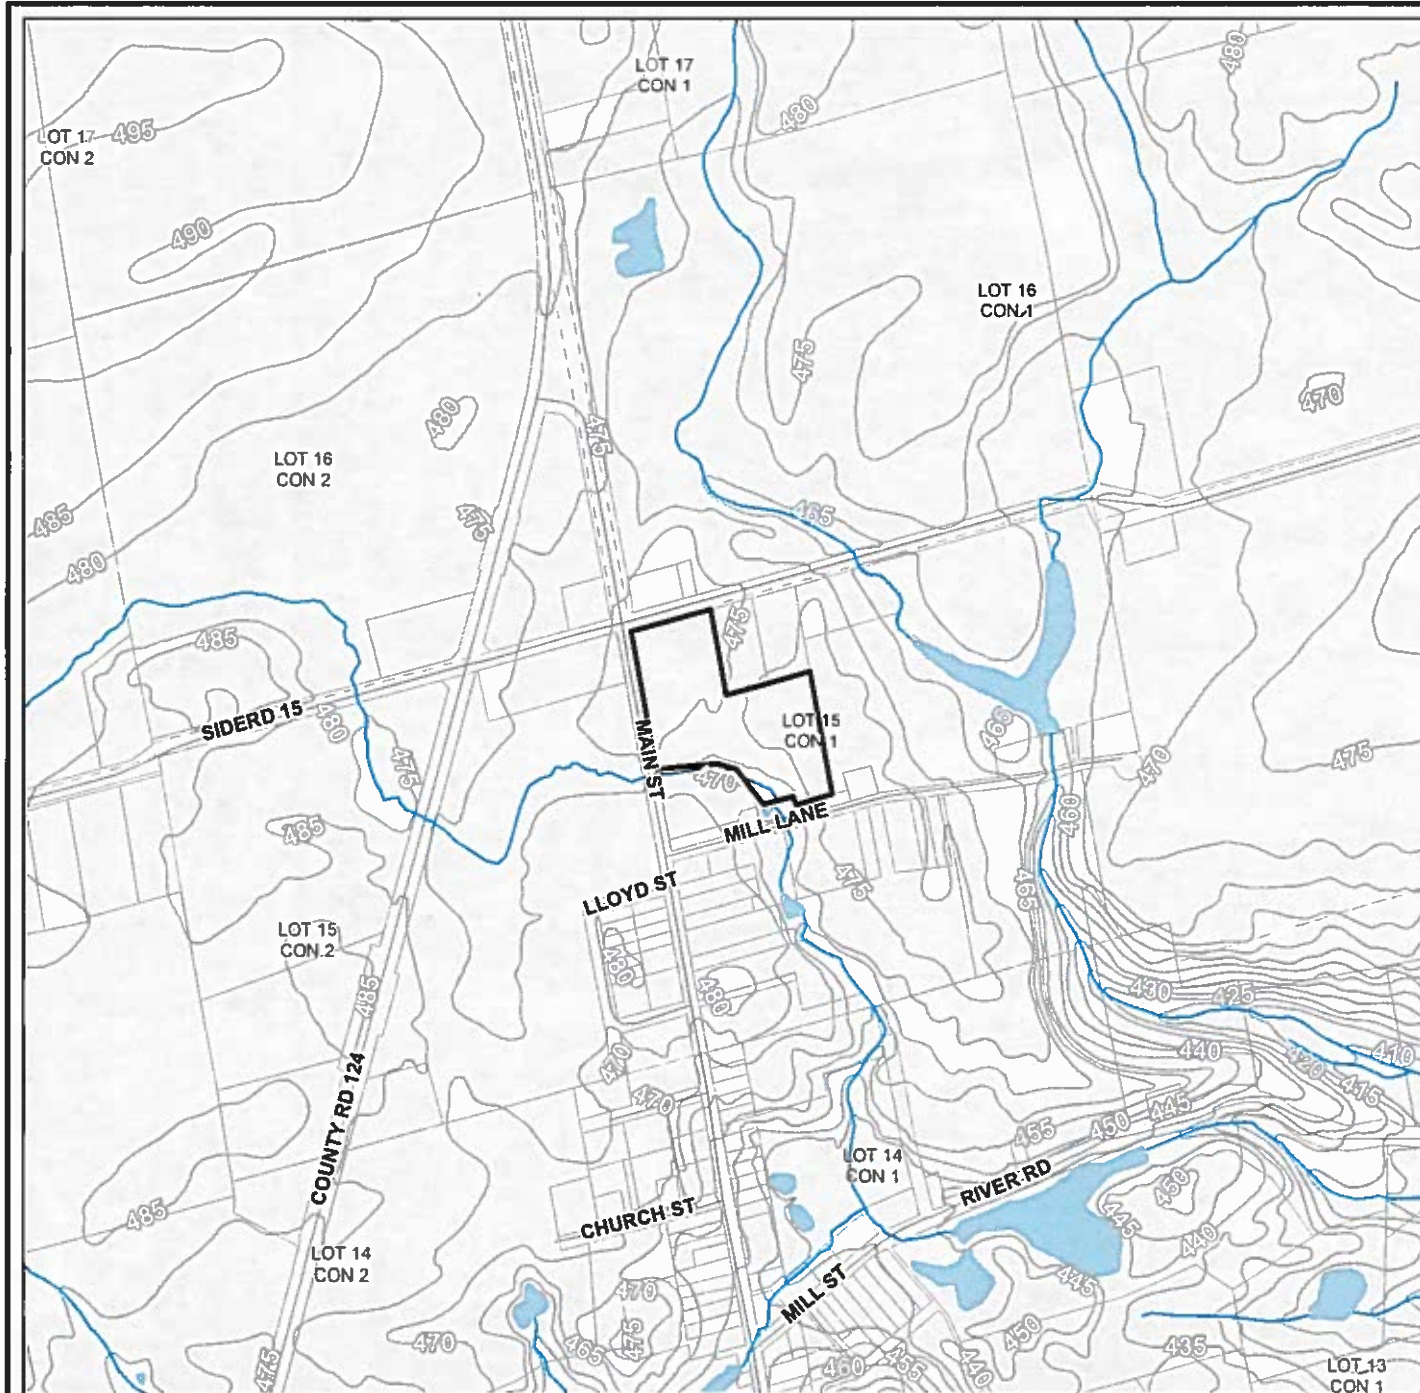 LOT 17
CON 1
480
480
LOT 17
CON 2
495
490
LOT 16
CON 1
475
480
475
470
LOT 16
CON 2
485
475
465
480
485
475
SIDERD 15
480
475
MAIN ST
LOT 15
CON 1
465
470
475
470
MILL LANE
485
460
475
465
LLOYD ST
LOT 15
CON 2
480
480
485
430
425
470
440
410
420
415
COUNTY RD 124
470
445
450
455
LOT 14
CON 1
RIVER RD
450
485
CHURCH ST
445
440
LOT 14
CON 2
445
MILL ST
470
475
470
465
450
435
475
460
455
440
LOT 13
CON 1